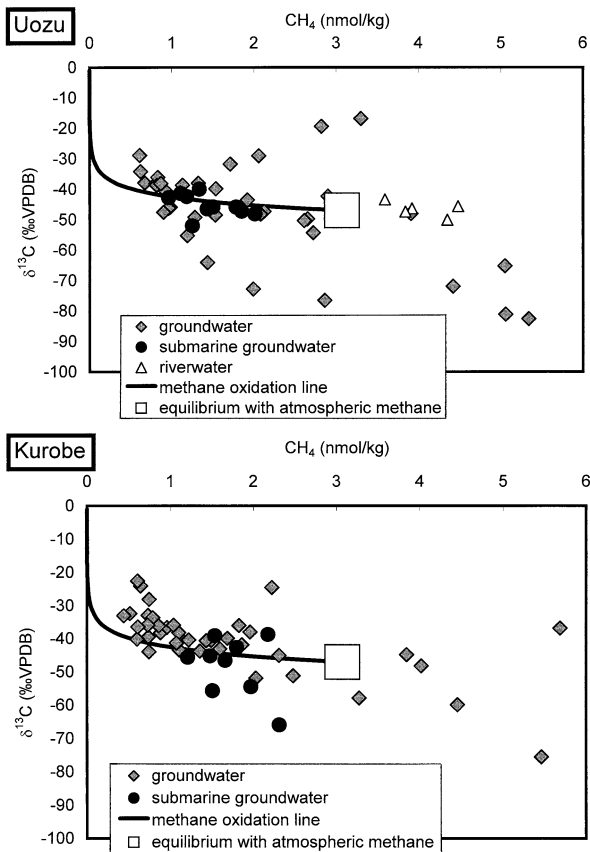 Uozu
CH₄ (nmol/kg)
0 1 2 3 4 5 6
0
-10
-20
-30
-40
-50
-60
-70
-80
-90
-100
δ¹³C (‰VPDB)
groundwater
submarine groundwater
riverwater
methane oxidation line
equilibrium with atmospheric methane
Kurobe
CH₄ (nmol/kg)
0 1 2 3 4 5 6
0
-10
-20
-30
-40
-50
-60
-70
-80
-90
-100
δ¹³C (‰VPDB)
groundwater
submarine groundwater
methane oxidation line
equilibrium with atmospheric methane